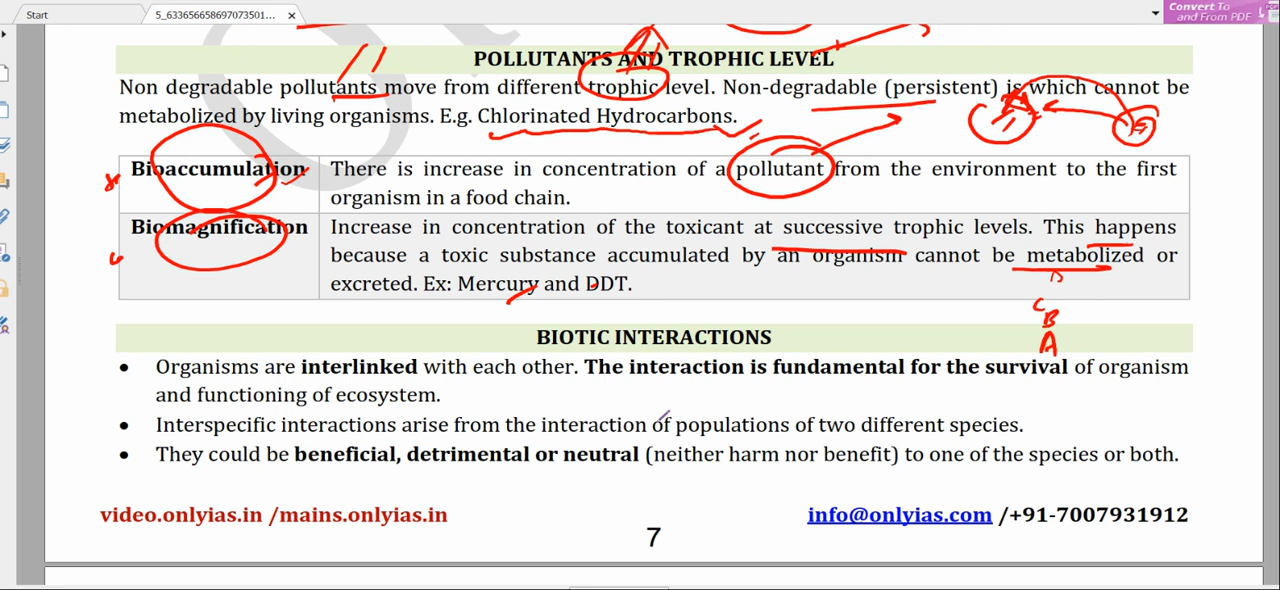 Start
5_633656658697073501...
Convert To
and From PDF
POLLUTANTS AND TROPHIC LEVEL
Non degradable pollutants move from different trophic level. Non-degradable (persistent) is which cannot be
metabolized by living organisms. E.g. Chlorinated Hydrocarbons.
Bioaccumulation
There is increase in concentration of a pollutant from the environment to the first
organism in a food chain.
Biomagnification
Increase in concentration of the toxicant at successive trophic levels. This happens
because a toxic substance accumulated by an organism cannot be metabolized or
excreted. Ex: Mercury and DDT.
C
B
A
BIOTIC INTERACTIONS
• Organisms are interlinked with each other. The interaction is fundamental for the survival of organism
and functioning of ecosystem.
• Interspecific interactions arise from the interaction of populations of two different species.
• They could be beneficial, detrimental or neutral (neither harm nor benefit) to one of the species or both.
video.onlyias.in /mains.onlyias.in
info@onlyias.com /+91-7007931912
7